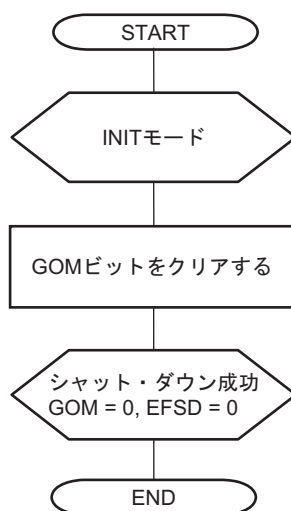 START
INITモード
GOMビットをクリアする
シャット・ダウン成功
GOM = 0, EFSD = 0
END